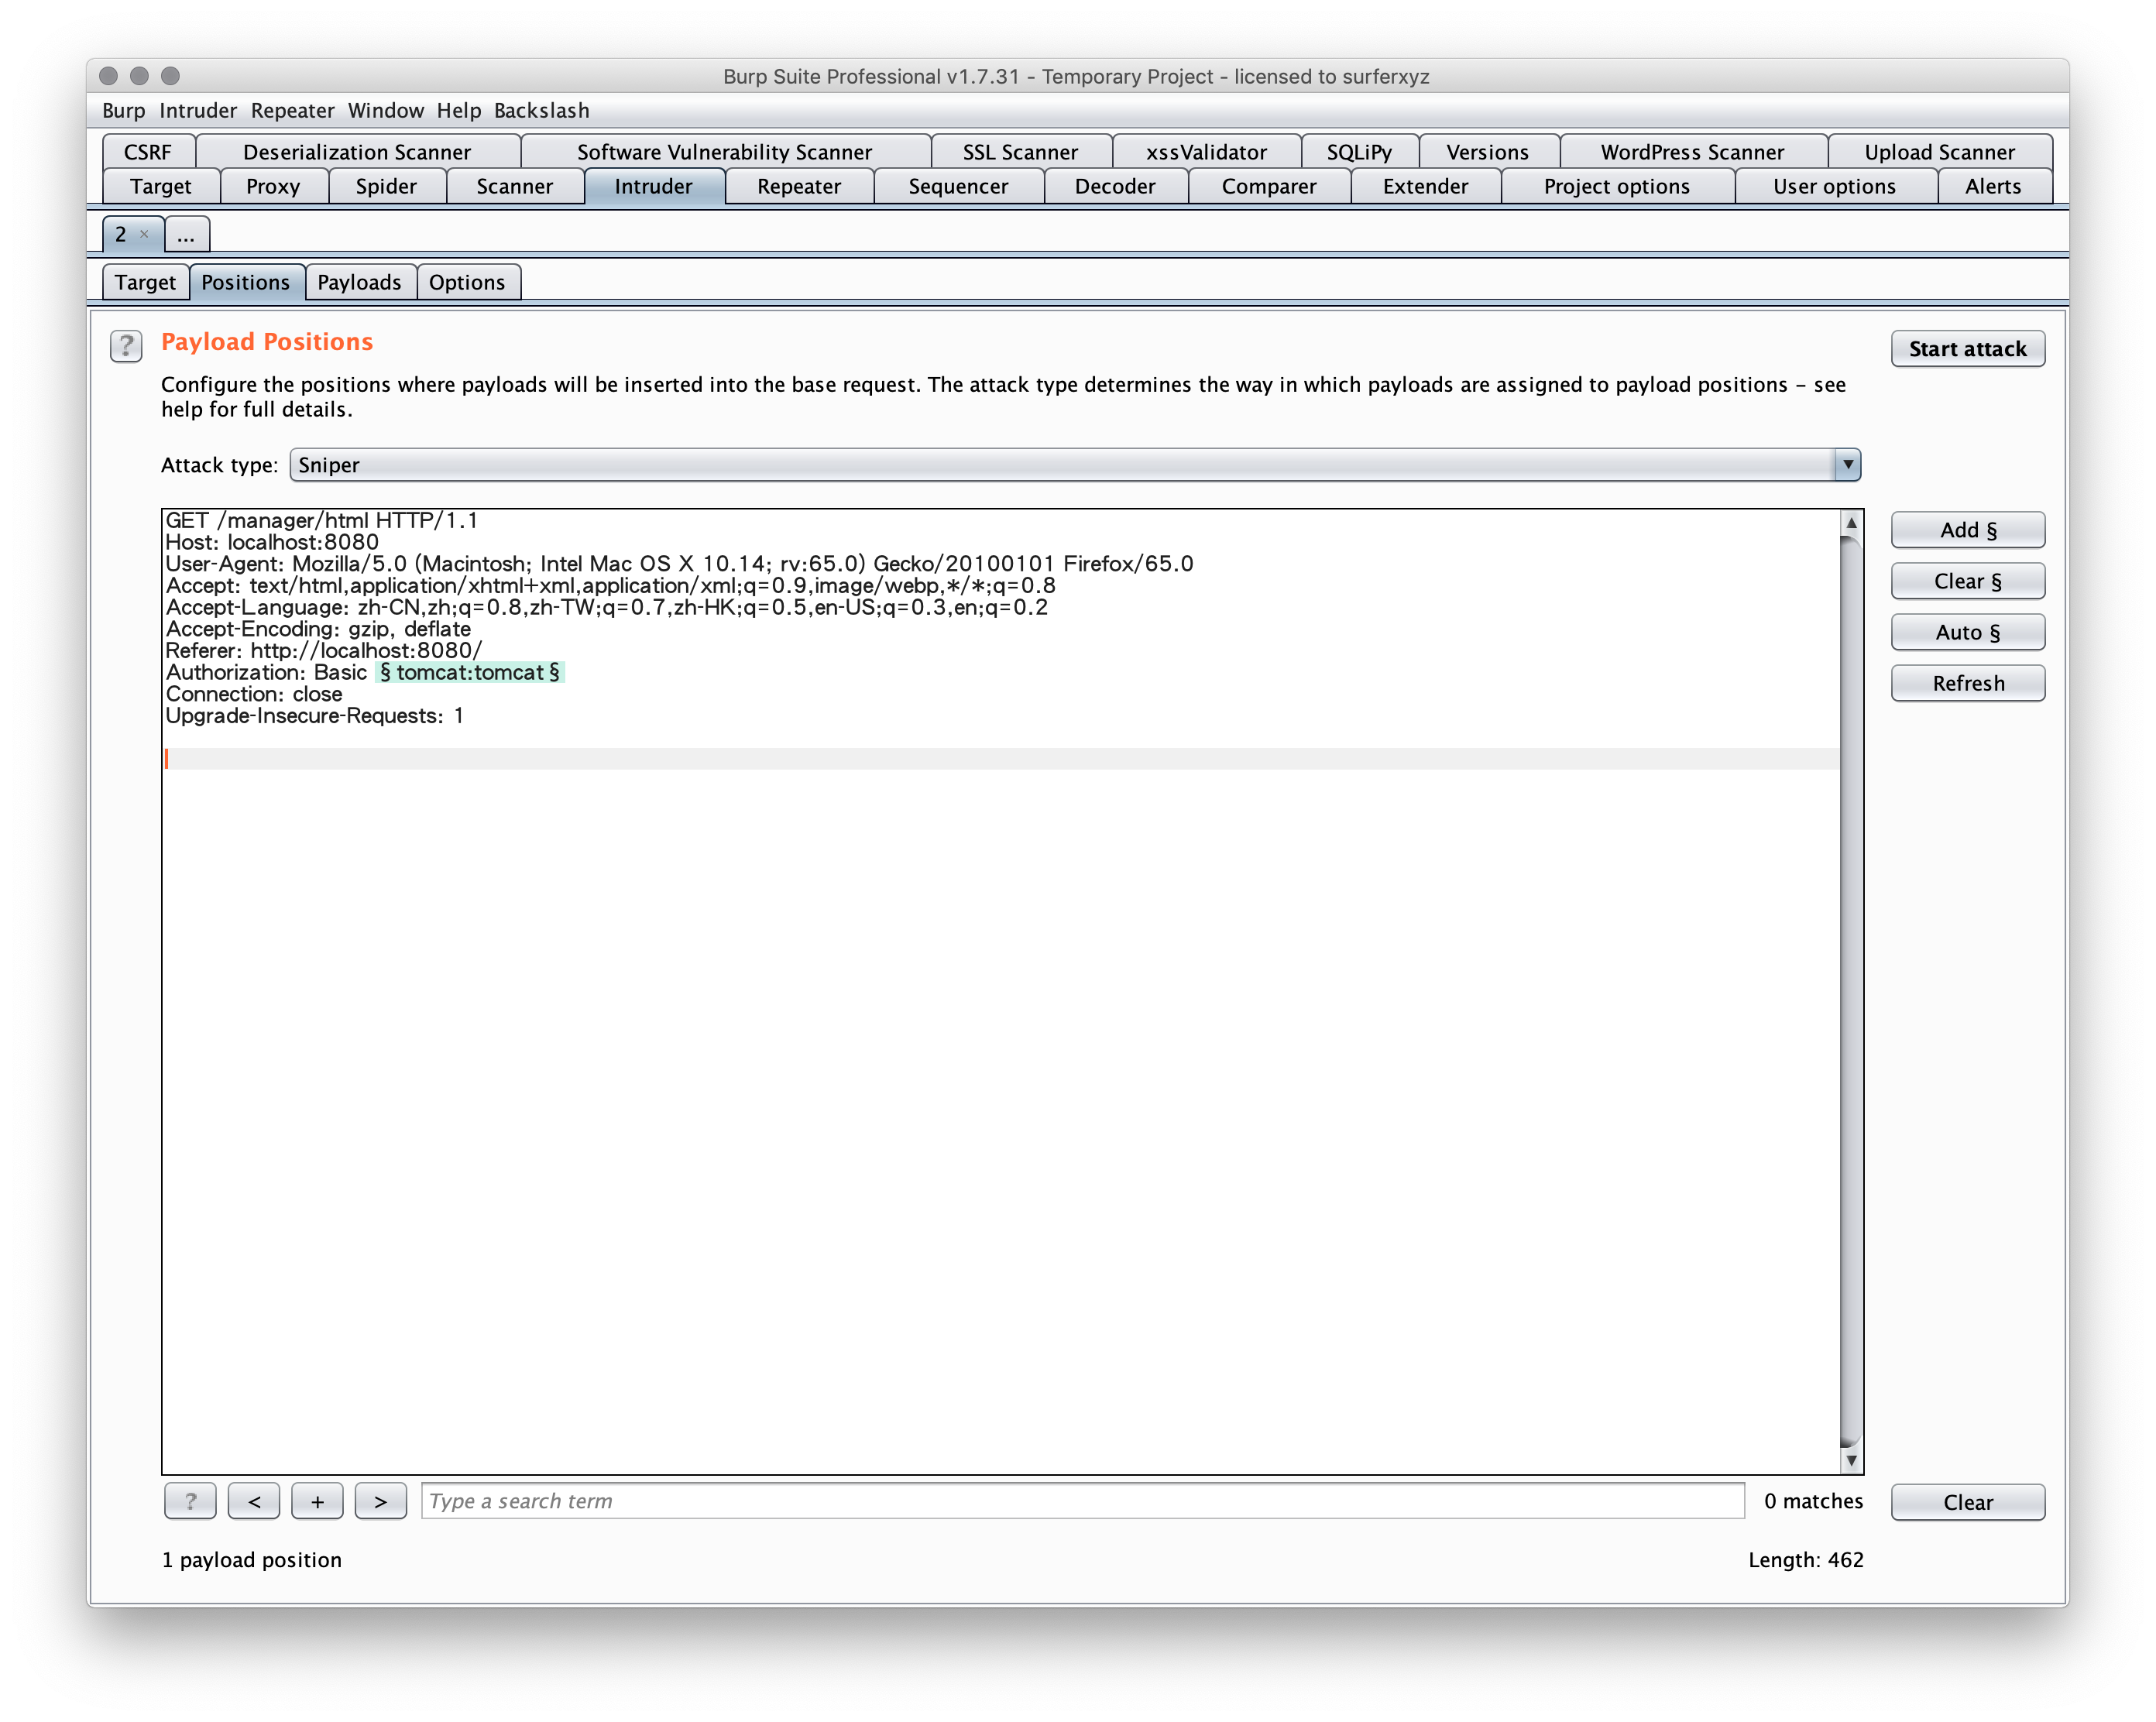 Burp Suite Professional v1.7.31 - Temporary Project - licensed to surferxyz
Burp Intruder Repeater Window Help Backslash
CSRF Deserialization Scanner Software Vulnerability Scanner SSL Scanner xssValidator SQLiPy Versions WordPress Scanner Upload Scanner
Target Proxy Spider Scanner Intruder Repeater Sequencer Decoder Comparer Extender Project options User options Alerts
2 × ...
Target Positions Payloads Options
? Payload Positions
Start attack
Configure the positions where payloads will be inserted into the base request. The attack type determines the way in which payloads are assigned to payload positions – see
help for full details.
Attack type: Sniper
GET /manager/html HTTP/1.1
Host: localhost:8080
User-Agent: Mozilla/5.0 (Macintosh; Intel Mac OS X 10.14; rv:65.0) Gecko/20100101 Firefox/65.0
Accept: text/html,application/xhtml+xml,application/xml;q=0.9,image/webp,*/*;q=0.8
Accept-Language: zh-CN,zh;q=0.8,zh-TW;q=0.7,zh-HK;q=0.5,en-US;q=0.3,en;q=0.2
Accept-Encoding: gzip, deflate
Referer: http://localhost:8080/
Authorization: Basic §tomcat:tomcat§
Connection: close
Upgrade-Insecure-Requests: 1
Add §
Clear §
Auto §
Refresh
? < + > Type a search term 0 matches Clear
1 payload position Length: 462